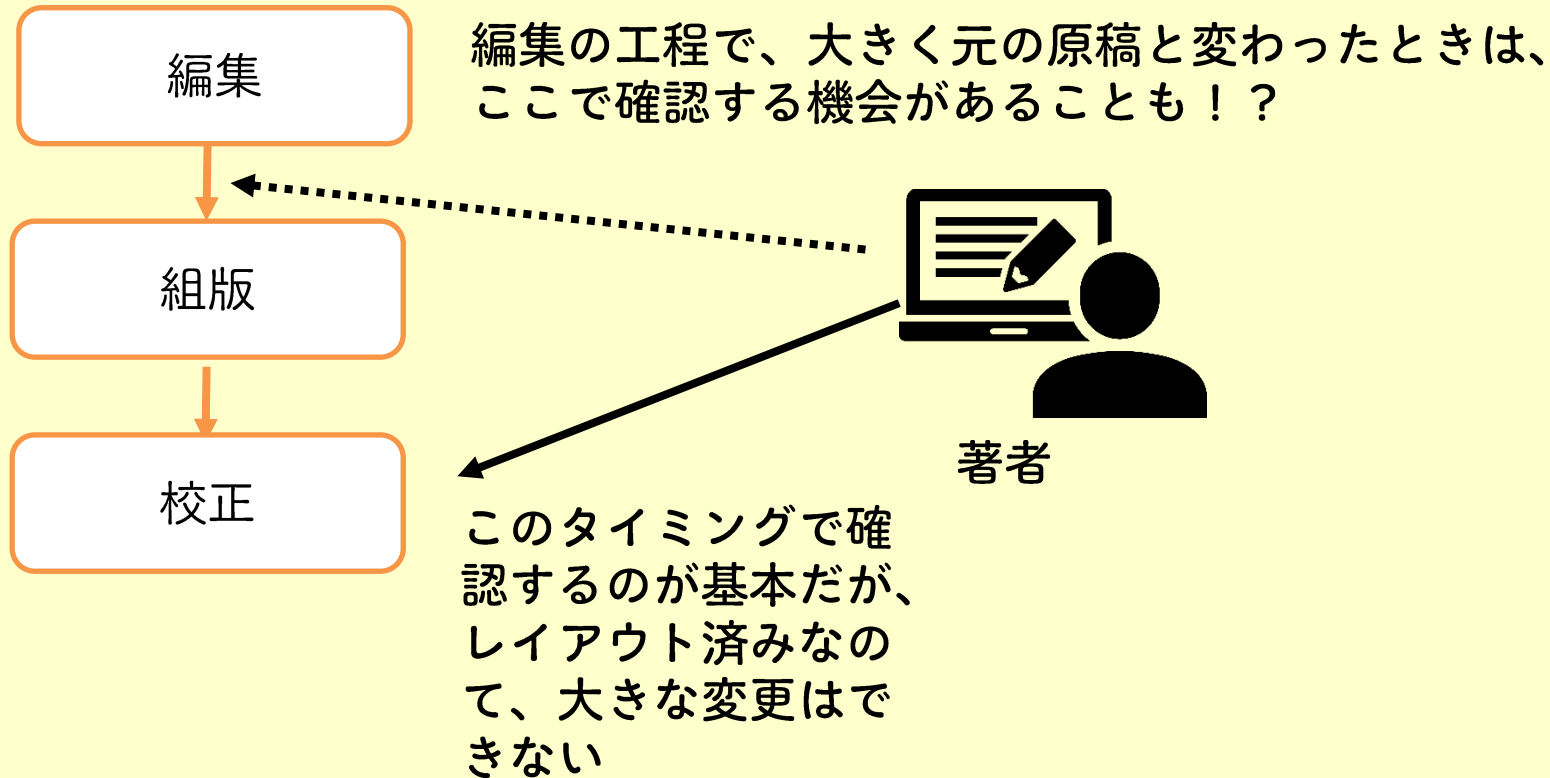 編集
編集の工程で、大きく元の原稿と変わったときは、
ここで確認する機会があることも！？
組版
著者
校正
このタイミングで確
認するのが基本だが、
レイアウト済みなの
て、大きな変更はで
きない